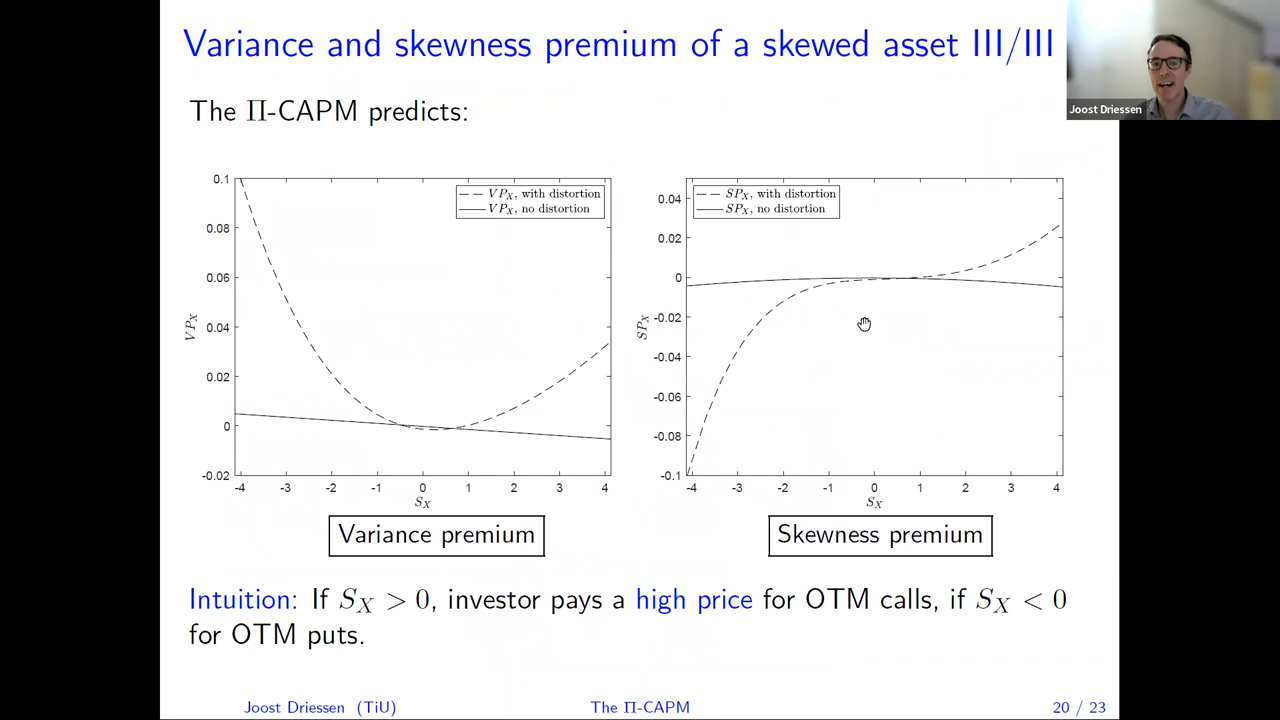 Variance and skewness premium of a skewed asset III/III
Joost Driessen
The Π-CAPM predicts:
VP_X, with distortion
VP_X, no distortion
0.1
0.08
0.06
0.04
0.02
0
-0.02
VP_X
-4 -3 -2 -1 0 1 2 3 4
S_X
Variance premium
SP_X, with distortion
SP_X, no distortion
0.04
0.02
0
-0.02
-0.04
-0.06
-0.08
-0.1
SP_X
-4 -3 -2 -1 0 1 2 3 4
S_X
Skewness premium
Intuition: If S_X > 0, investor pays a high price for OTM calls, if S_X < 0
for OTM puts.
Joost Driessen (TiU) The Π-CAPM 20 / 23